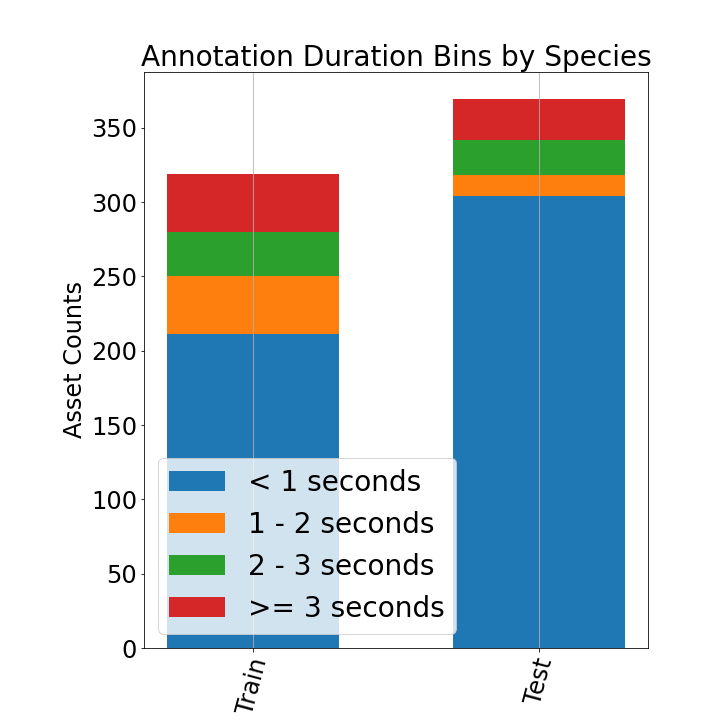 Annotation Duration Bins by Species
Asset Counts
350
300
250
200
150
100
50
0
< 1 seconds
1 - 2 seconds
2 - 3 seconds
>= 3 seconds
Train
Test